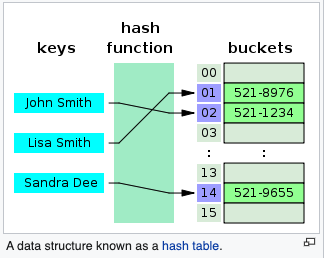 keys
hash function
buckets
00
01 521-8976
02 521-1234
03
:
:
13
14 521-9655
15
John Smith
Lisa Smith
Sandra Dee
A data structure known as a hash table.